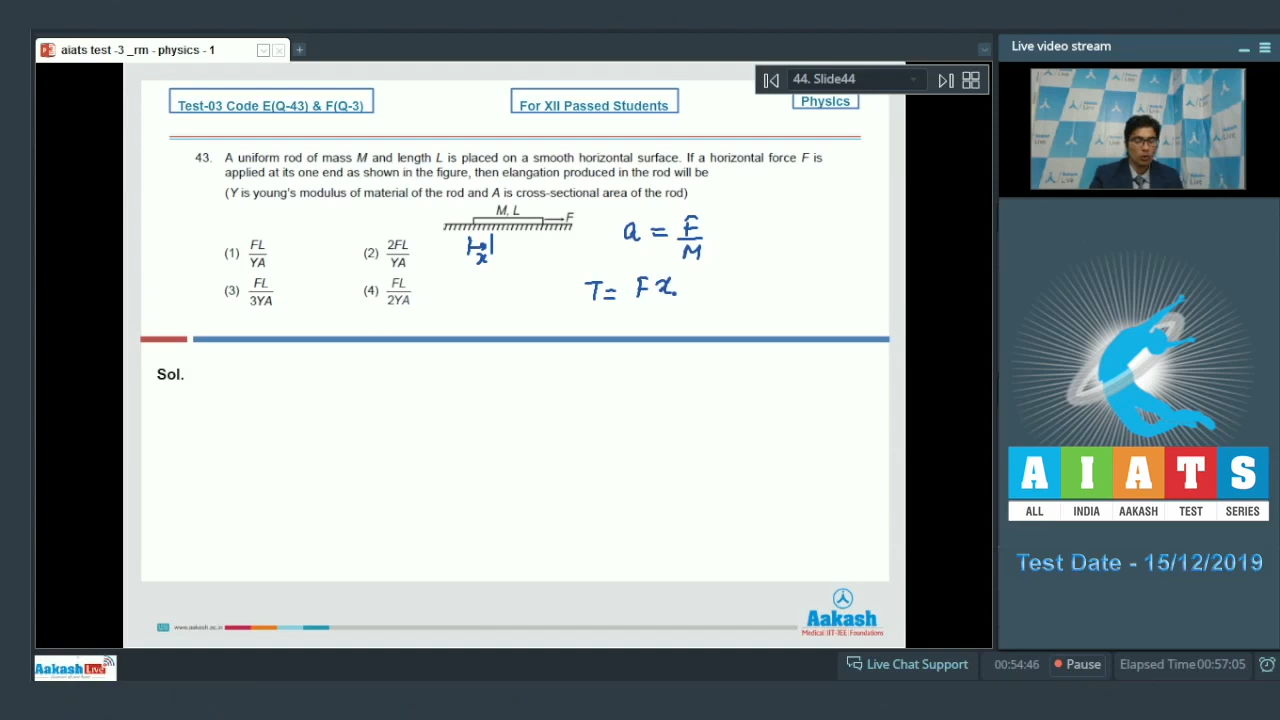 aiats test -3 _rm - physics - 1
Live video stream
44. Slide44
Test-03 Code E(Q-43) & F(Q-3)
For XII Passed Students
Physics
43. A uniform rod of mass M and length L is placed on a smooth horizontal surface. If a horizontal force F is
applied at its one end as shown in the figure, then elangation produced in the rod will be
(Y is young's modulus of material of the rod and A is cross-sectional area of the rod)
M, L
F
x
a = F/M
T = Fx
(1) FL/YA (2) 2FL/YA
(3) FL/3YA (4) FL/2YA
Sol.
A I A T S
ALL INDIA AAKASH TEST SERIES
Test Date - 15/12/2019
www.aakash.ac.in
Aakash
Medical|IIT-JEE|Foundations
Aakash Live
Live Chat Support
00:54:46
Pause
Elapsed Time 00:57:05